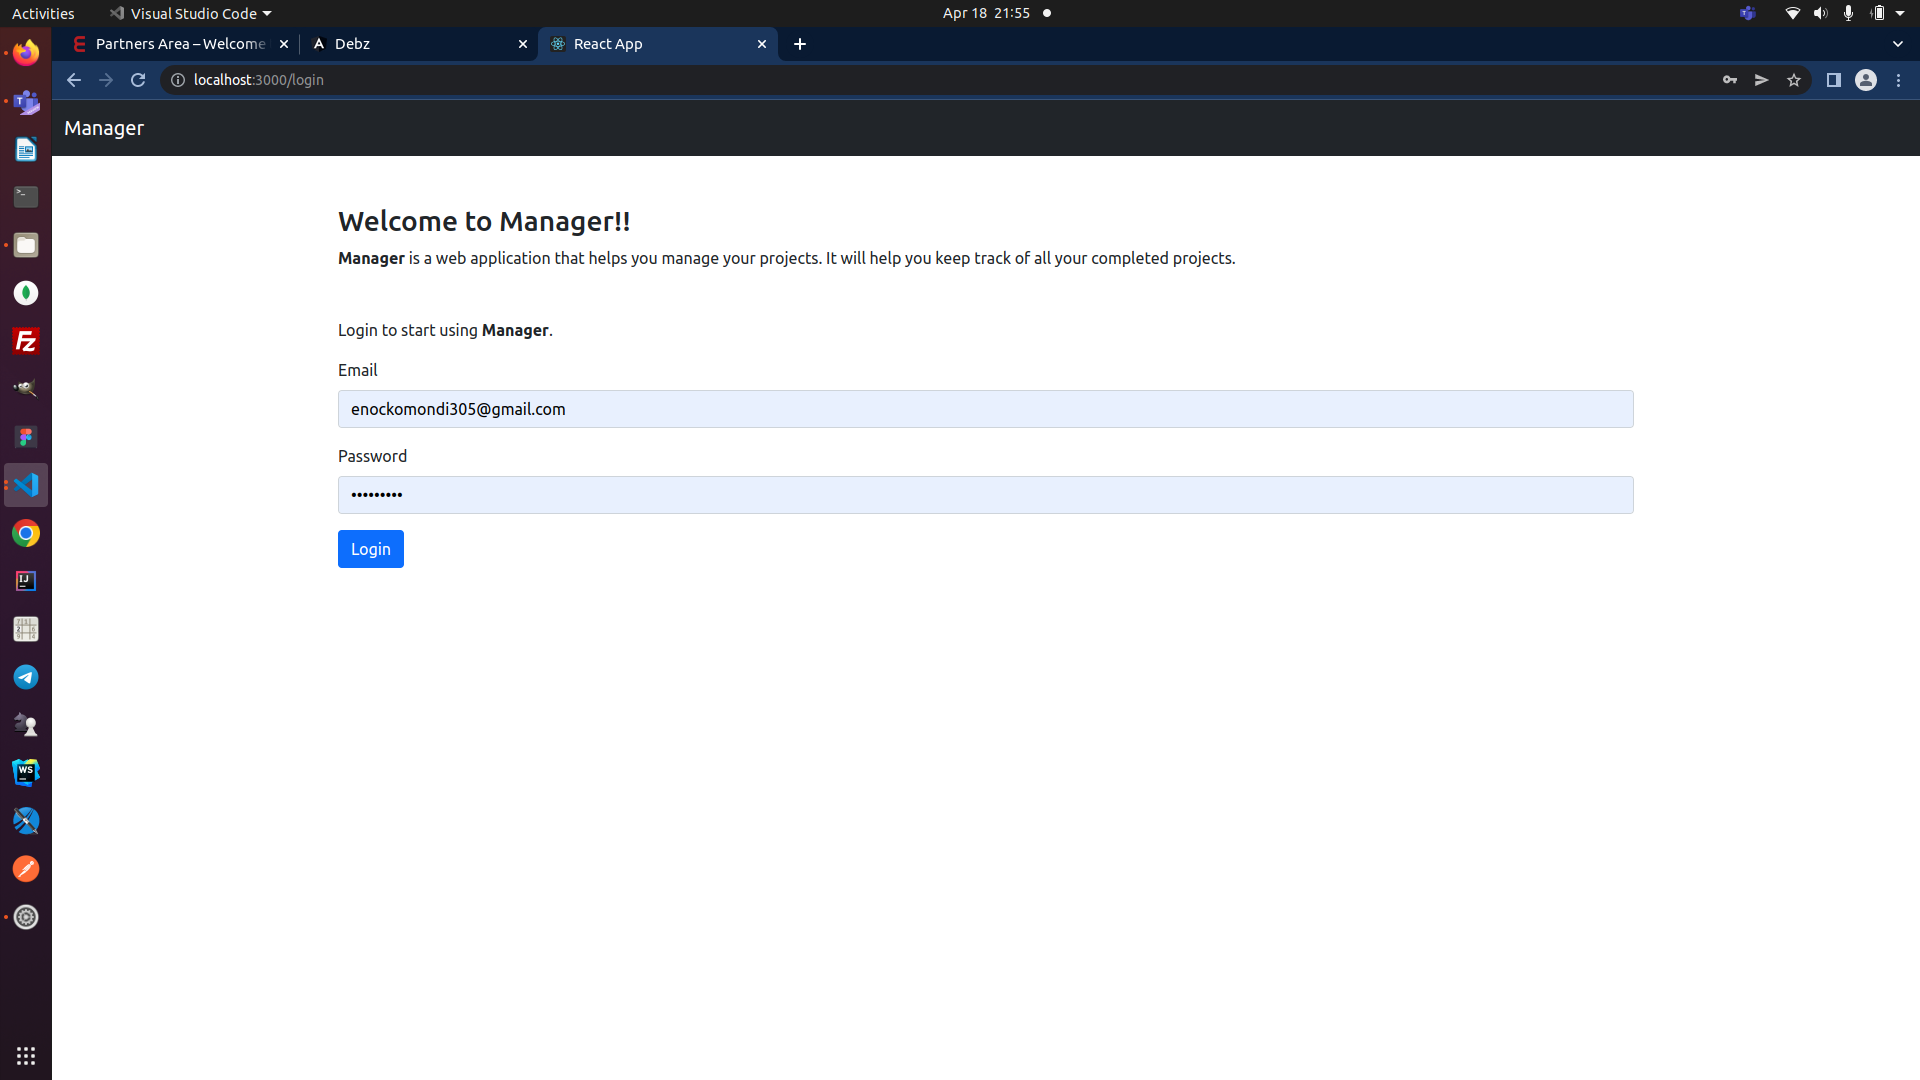 Activities
Visual Studio Code
Apr 18 21:55
Partners Area – Welcome
Debz
React App
localhost:3000/login
Manager
Welcome to Manager!!
Manager is a web application that helps you manage your projects. It will help you keep track of all your completed projects.
Login to start using Manager.
Email
enockomondi305@gmail.com
Password
•••••••••
Login